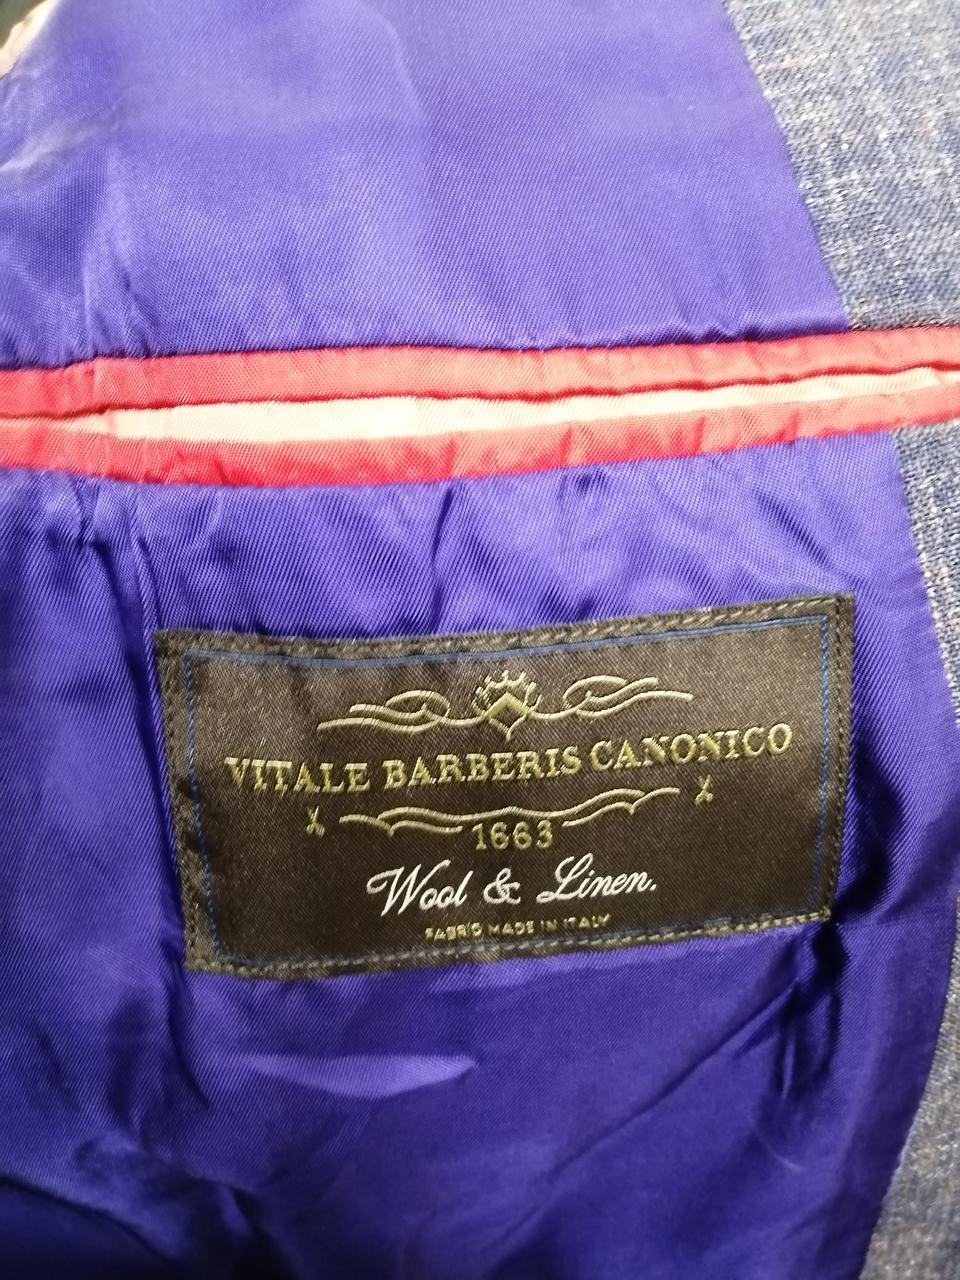 VITALE BARBERIS CANONICO
1663
Wool & Linen.
FABRIC MADE IN ITALY